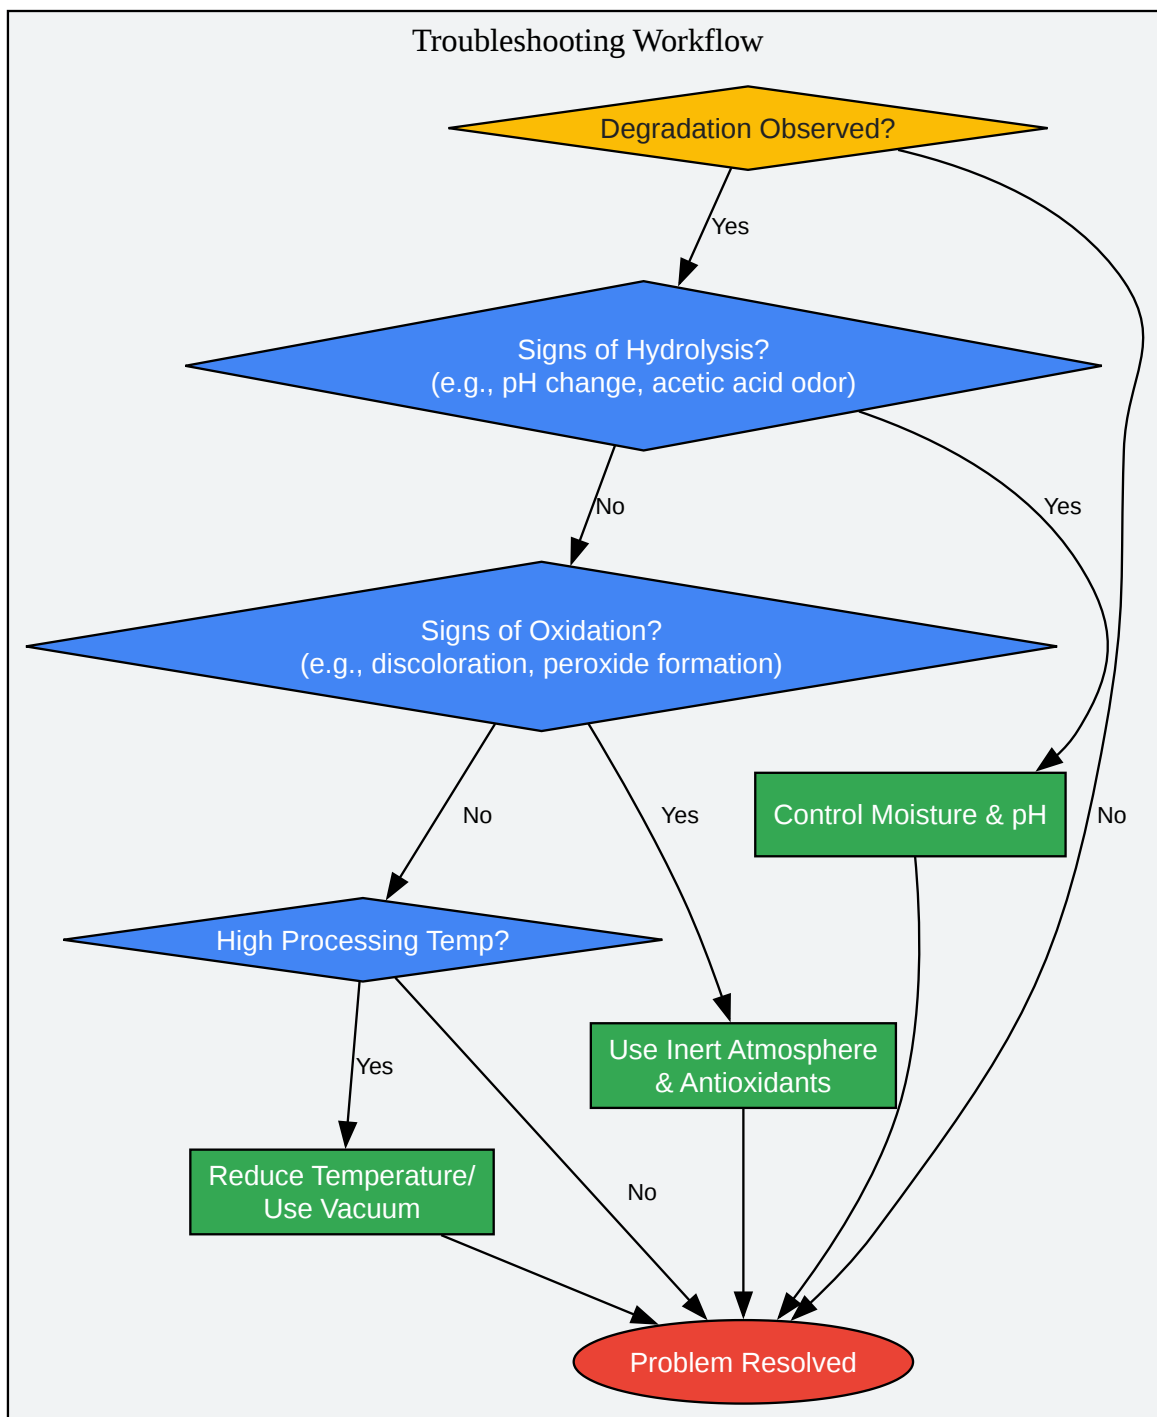 Troubleshooting Workflow
Degradation Observed?
Yes
Signs of Hydrolysis?
(e.g., pH change, acetic acid odor)
No
Yes
Signs of Oxidation?
(e.g., discoloration, peroxide formation)
No
Yes
Control Moisture & pH
No
High Processing Temp?
Use Inert Atmosphere
& Antioxidants
Yes
Reduce Temperature/
Use Vacuum
No
Problem Resolved